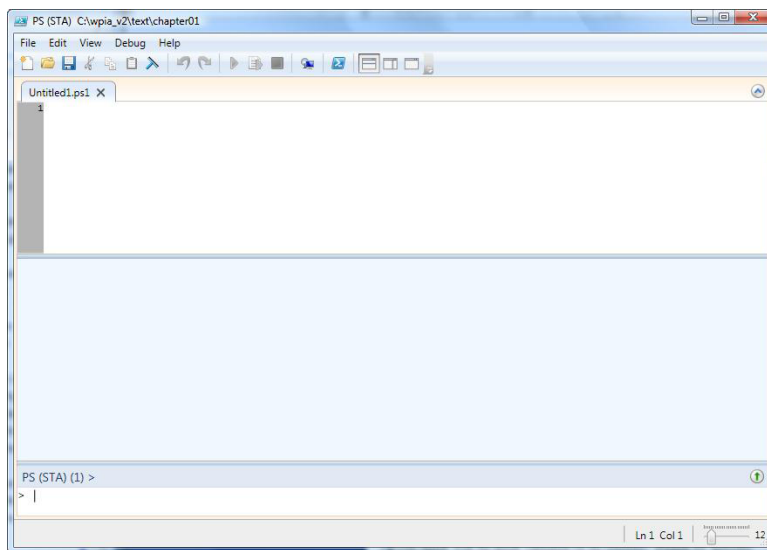 PS (STA) C:\wpia_v2\text\chapter01
File Edit View Debug Help
Untitled1.ps1
1
PS (STA) (1) >
> |
Ln 1 Col 1 12